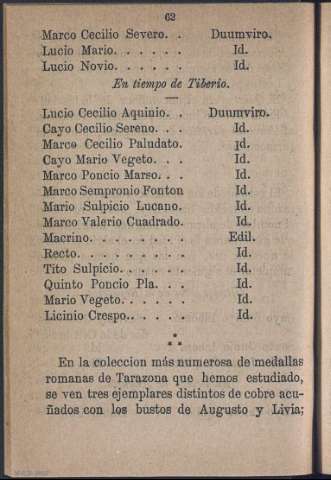 62
Marco Cecilio Severo. . Duumviro.
Lucio Mario. . . . . . Id.
Lucio Novio. . . . . . Id.
En tiempo de Tiberio.
Lucio Cecilio Aquinio. . Duumviro.
Cayo Cecilio Sereno. . . Id.
Marco Cecilio Paludato. Id.
Cayo Mario Vegeto. . . Id.
Marco Poncio Marso. . . Id.
Marco Sempronio Fonton Id.
Mario Sulpicio Lucano. Id.
Marco Valerio Cuadrado. Id.
Macrino. . . . . . . . . Edil.
Recto. . . . . . . . . . Id.
Tito Sulpicio. . . . . . . Id.
Quinto Poncio Pla. . . . Id.
Mario Vegeto. . . . . . Id.
Licinio Crespo.. . . . . Id.
En la coleccion más numerosa de medallas
romanas de Tarazona que hemos estudiado,
se ven tres ejemplares distintos de cobre acu-
ñados con los bustos de Augusto y Livia;